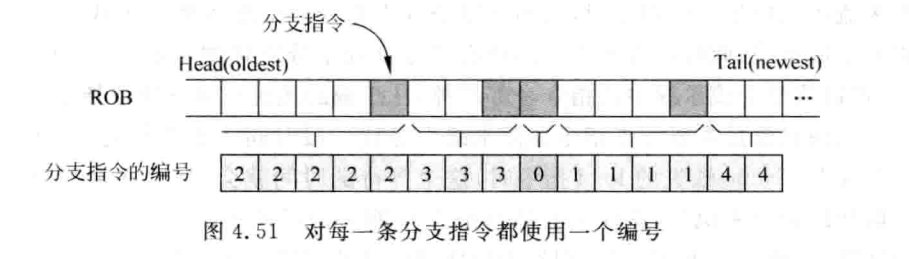 分支指令
Head(oldest) Tail(newest)
ROB ...
分支指令的编号 2 2 2 2 2 3 3 3 0 1 1 1 1 4 4
图 4.51 对每一条分支指令都使用一个编号